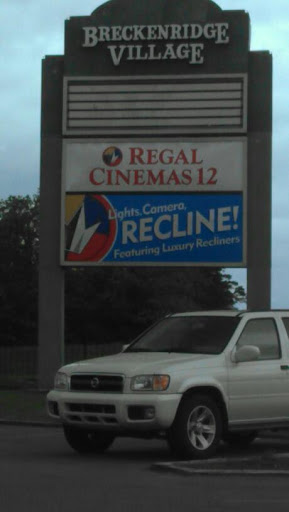 BRECKENRIDGE
VILLAGE
REGAL
CINEMAS 12
Lights, Camera,
RECLINE!
Featuring Luxury Recliners